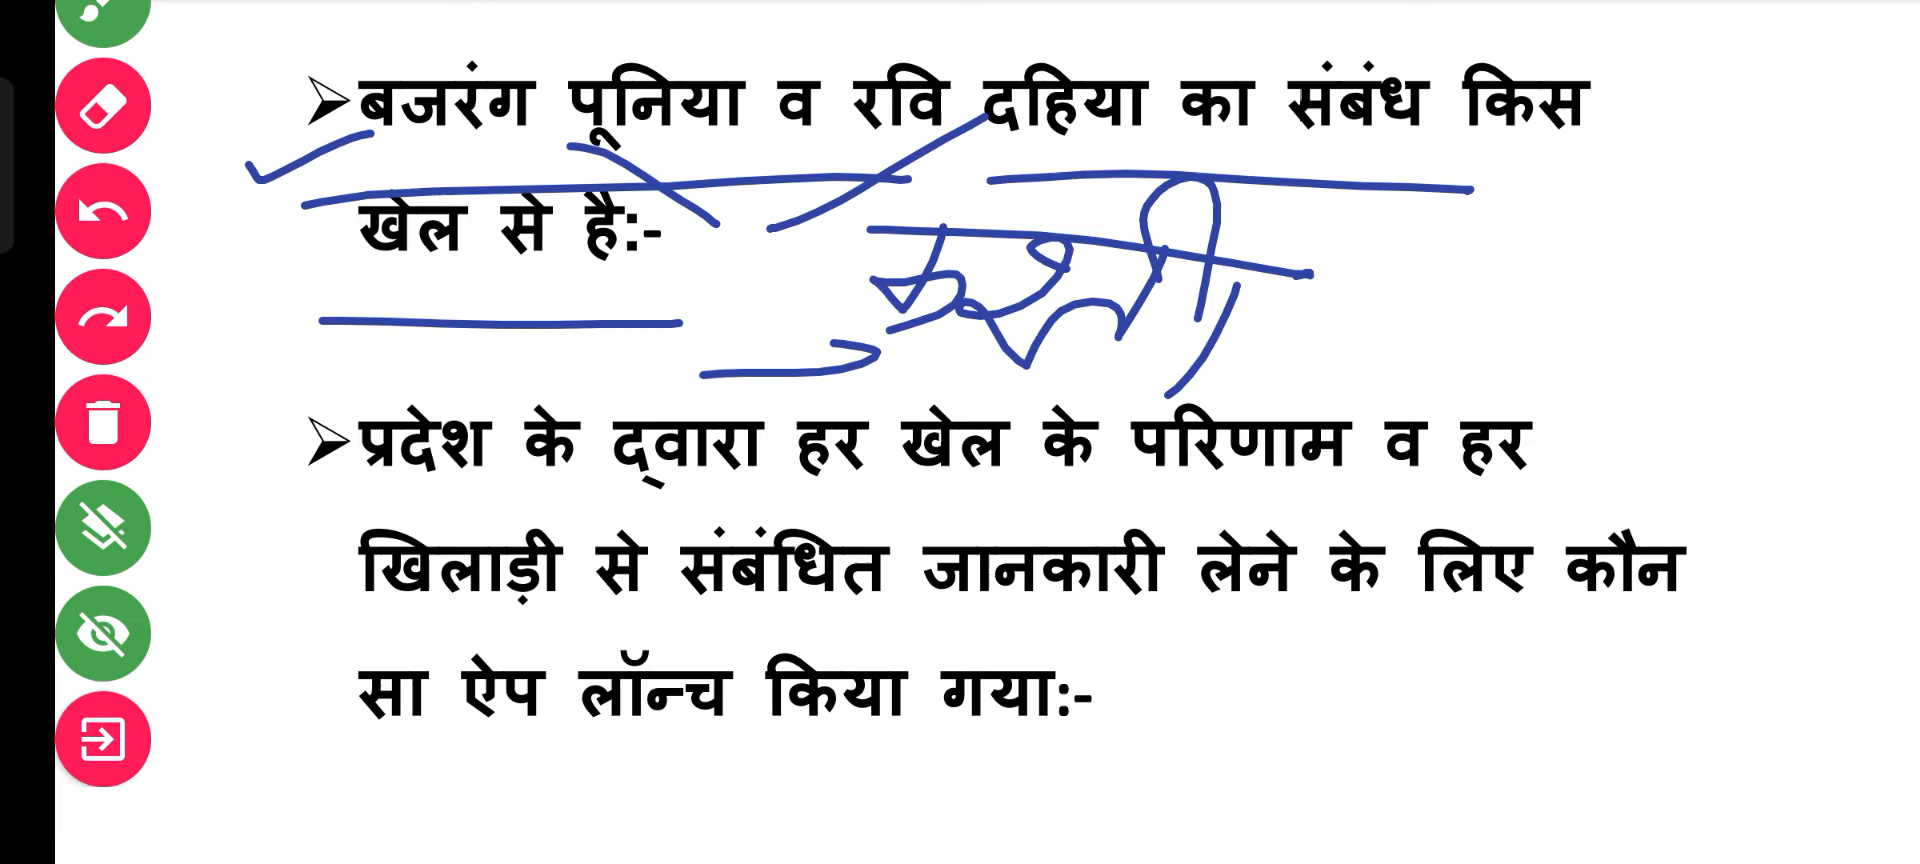 ➢बजरंग पूनिया व रवि दहिया का संबंध किस
खेल से है:-
कुश्ती
➢प्रदेश के द्वारा हर खेल के परिणाम व हर
खिलाड़ी से संबंधित जानकारी लेने के लिए कौन
सा ऐप लॉन्च किया गया:-